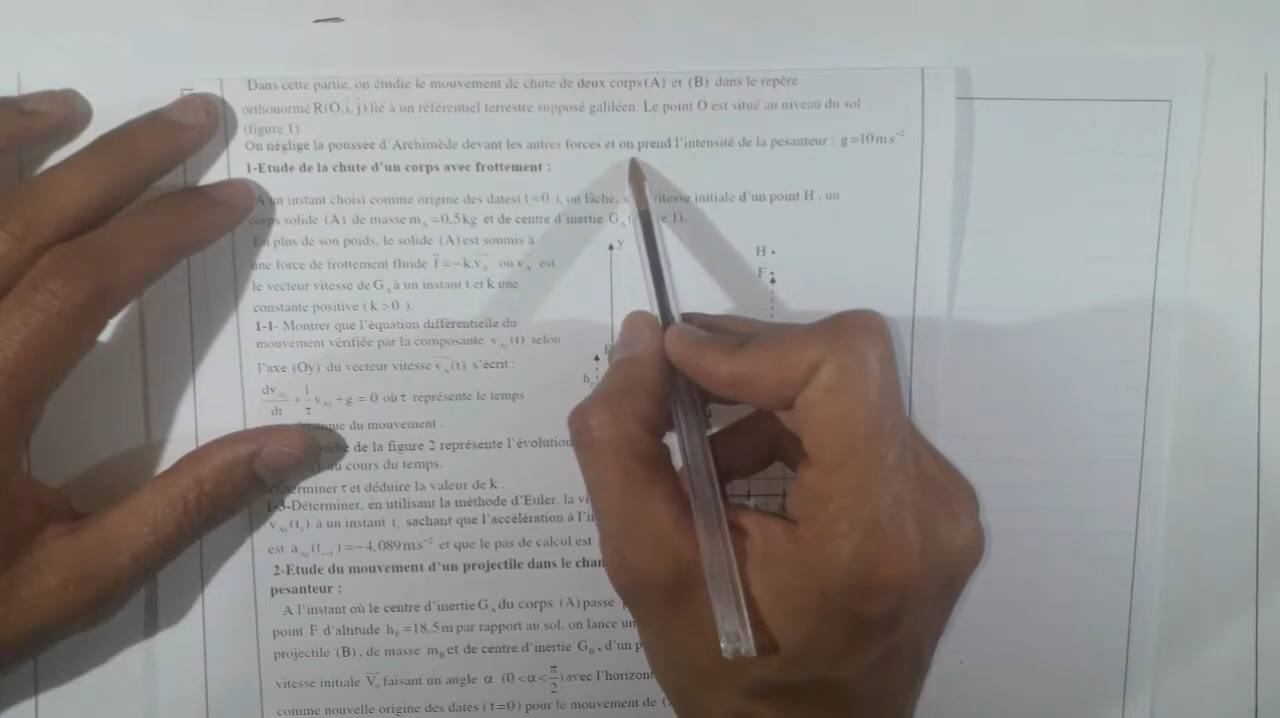 Dans cette partie, on étudie le mouvement de chute de deux corps (A) et (B) dans le repère
orthonormé R(O,i,j) lié à un référentiel terrestre supposé galiléen. Le point O est situé au niveau du sol
(figure 1).
On néglige la poussée d'Archimède devant les autres forces et on prend l'intensité de la pesanteur : g=10ms⁻²
1-Etude de la chute d'un corps avec frottement :
A un instant choisi comme origine des dates( t=0 ), on lâche, vitesse initiale d'un point H , un
corps solide (A) de masse m_A=0,5kg et de centre d'inertie G_A ( 1).
En plus de son poids, le solide (A) est soumis à
une force de frottement fluide f=-k.v_A où v_A est
le vecteur vitesse de G_A à un instant t et k une
constante positive ( k>0 ).
1-1- Montrer que l'équation différentielle du
mouvement vérifiée par la composante v_Ay(t) selon
l'axe (Oy) du vecteur vitesse v_A(t) s'écrit :
dv_Ay/dt + 1/τ v_Ay + g = 0 où τ représente le temps
du mouvement .
de la figure 2 représente l'évolution
au cours du temps.
Déterminer τ et déduire la valeur de k .
1-3-Déterminer, en utilisant la méthode d'Euler, la
v_Ay(t_i) à un instant t_i sachant que l'accélération à
est a_Ay(t_i-1)=-4,089ms⁻² et que le pas de calcul est
2-Etude du mouvement d'un projectile dans le
pesanteur :
A l'instant où le centre d'inertie G_A du corps (A) passe
point F d'altitude h_F=18,5m par rapport au sol, on lance un
projectile (B), de masse m_B et de centre d'inertie G_B, d'un
vitesse initiale V₀ faisant un angle α (0<α<π/2) avec
comme nouvelle origine des dates ( t=0) pour le mouvement de
y
H
F
P
h